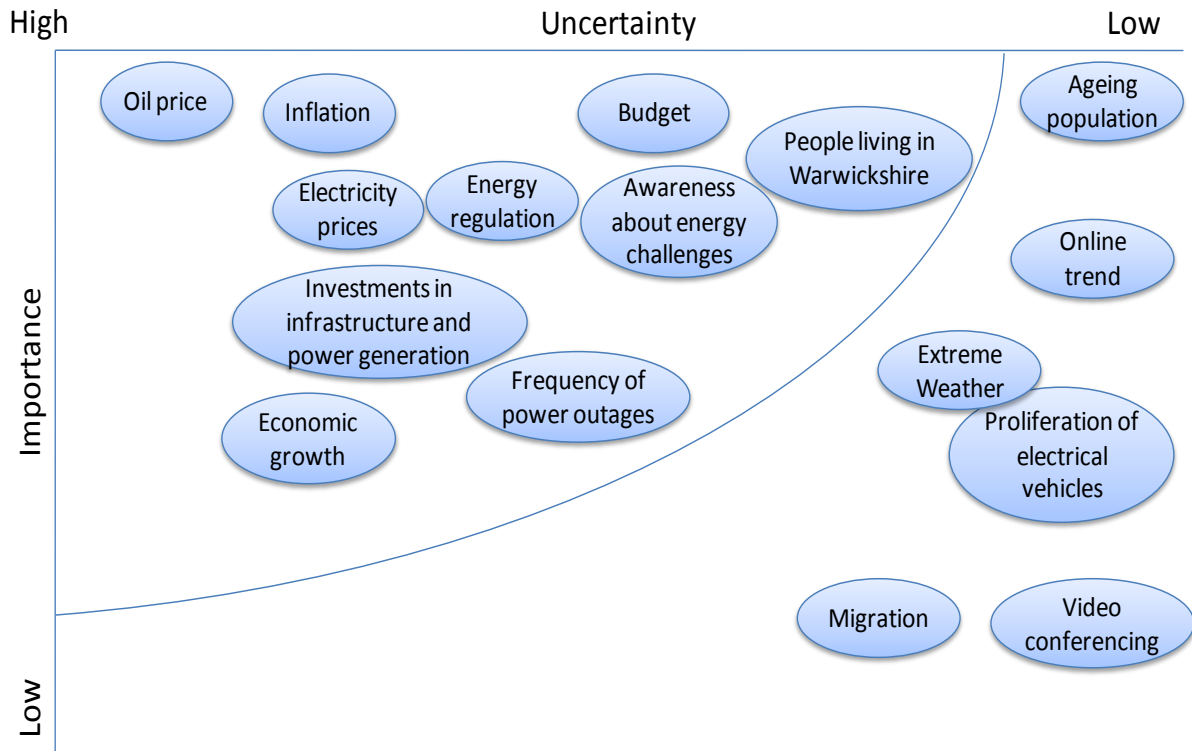 High
Uncertainty
Low
Oil price
Inflation
Budget
Ageing
population
People living in
Warwickshire
Electricity
prices
Energy
regulation
Awareness
about energy
challenges
Online
trend
Investments in
infrastructure and
power generation
Importance
Extreme
Weather
Frequency of
power outages
Economic
growth
Proliferation of
electrical
vehicles
Migration
Video
conferencing
Low